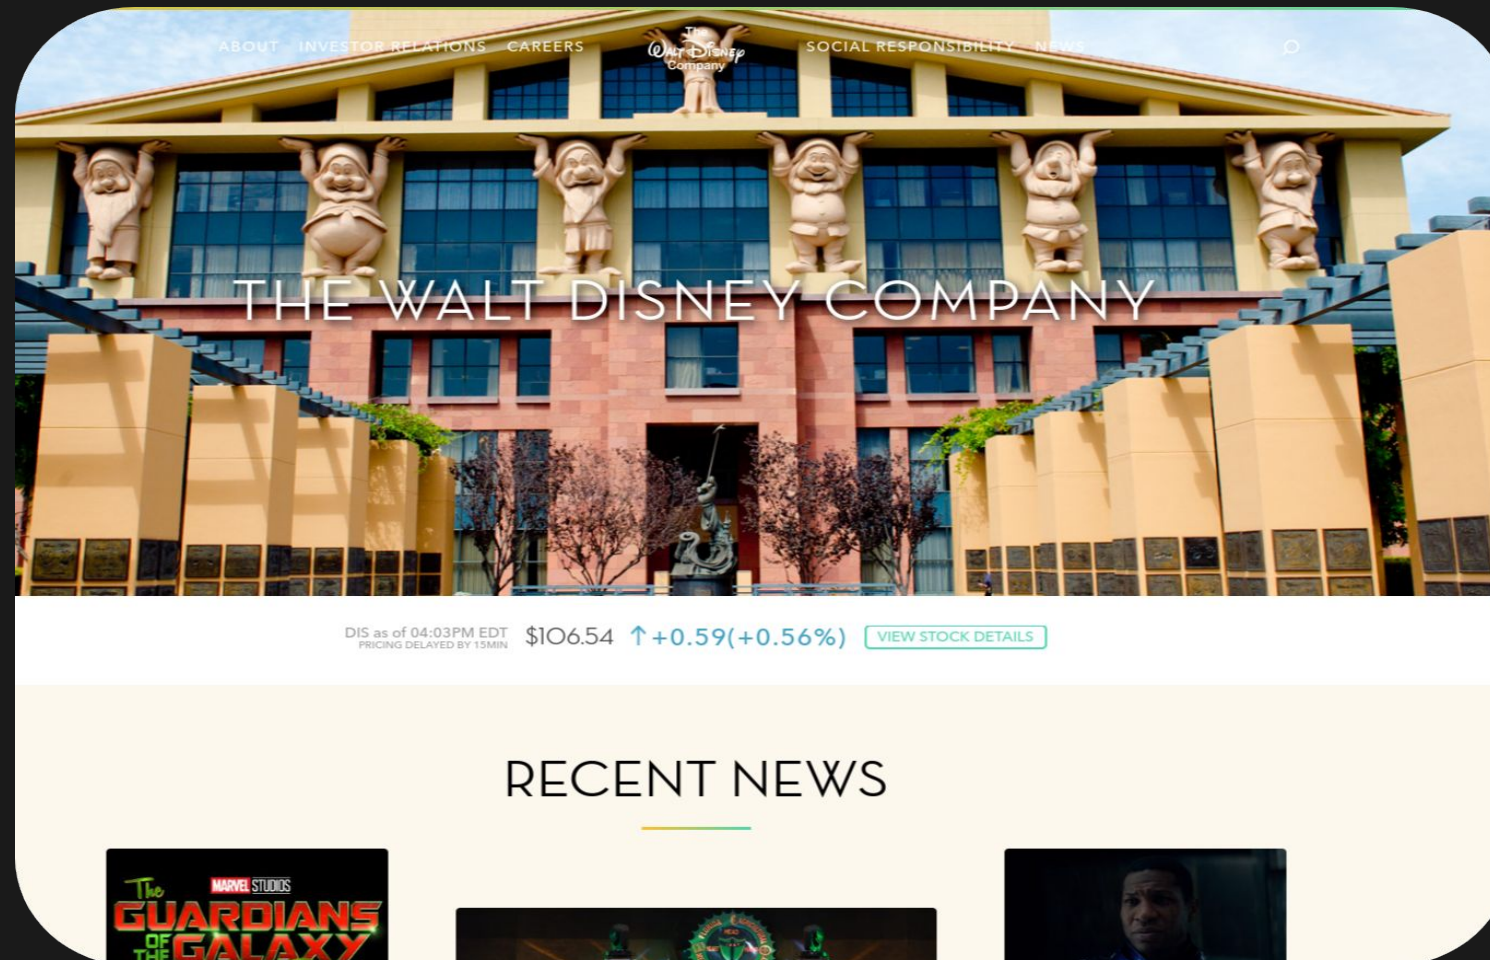 ABOUT INVESTOR RELATIONS CAREERS
The
WALT DISNEY
Company
SOCIAL RESPONSIBILITY NEWS
THE WALT DISNEY COMPANY
DIS as of 04:03PM EDT
PRICING DELAYED BY 15MIN
$106.54
↑+0.59(+0.56%)
VIEW STOCK DETAILS
RECENT NEWS
The
MARVEL STUDIOS
GUARDIANS
OF
THE
GALAXY